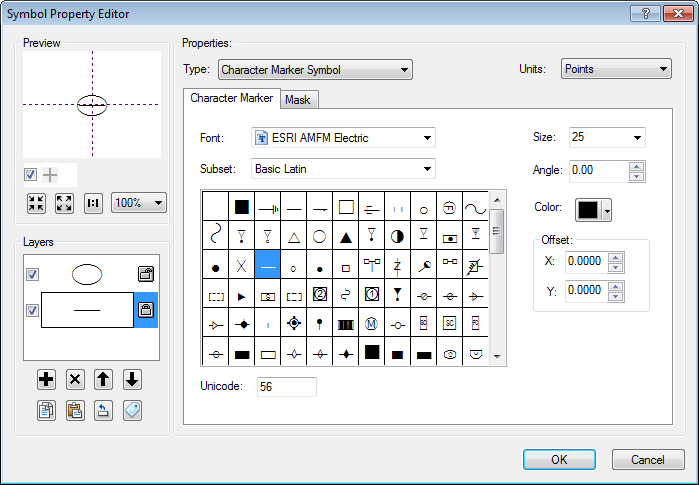 Symbol Property Editor
Preview
100%
Layers
Properties:
Type: Character Marker Symbol
Units: Points
Character Marker
Mask
Font: ESRI AMFM Electric
Subset: Basic Latin
Size: 25
Angle: 0.00
Color:
Offset:
X: 0.0000
Y: 0.0000
Unicode: 56
OK
Cancel